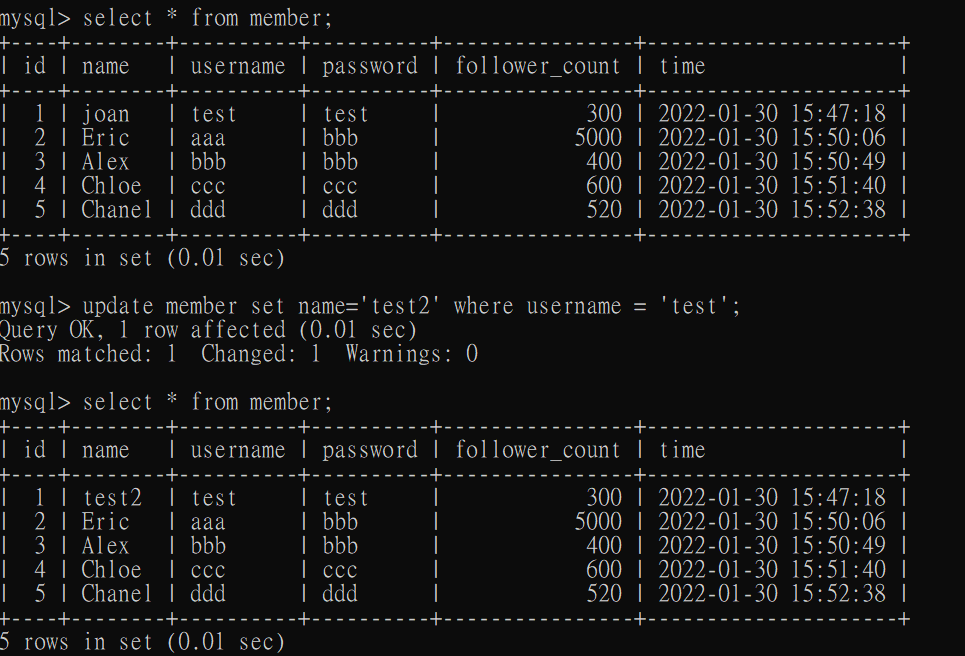 mysql> select * from member;
+----+--------+----------+----------+----------------+---------------------+
| id | name   | username | password | follower_count | time                |
+----+--------+----------+----------+----------------+---------------------+
|  1 | joan   | test     | test     |            300 | 2022-01-30 15:47:18 |
|  2 | Eric   | aaa      | bbb      |           5000 | 2022-01-30 15:50:06 |
|  3 | Alex   | bbb      | bbb      |            400 | 2022-01-30 15:50:49 |
|  4 | Chloe  | ccc      | ccc      |            600 | 2022-01-30 15:51:40 |
|  5 | Chanel | ddd      | ddd      |            520 | 2022-01-30 15:52:38 |
+----+--------+----------+----------+----------------+---------------------+
5 rows in set (0.01 sec)
mysql> update member set name='test2' where username = 'test';
Query OK, 1 row affected (0.01 sec)
Rows matched: 1  Changed: 1  Warnings: 0
mysql> select * from member;
+----+--------+----------+----------+----------------+---------------------+
| id | name   | username | password | follower_count | time                |
+----+--------+----------+----------+----------------+---------------------+
|  1 | test2  | test     | test     |            300 | 2022-01-30 15:47:18 |
|  2 | Eric   | aaa      | bbb      |           5000 | 2022-01-30 15:50:06 |
|  3 | Alex   | bbb      | bbb      |            400 | 2022-01-30 15:50:49 |
|  4 | Chloe  | ccc      | ccc      |            600 | 2022-01-30 15:51:40 |
|  5 | Chanel | ddd      | ddd      |            520 | 2022-01-30 15:52:38 |
+----+--------+----------+----------+----------------+---------------------+
5 rows in set (0.01 sec)